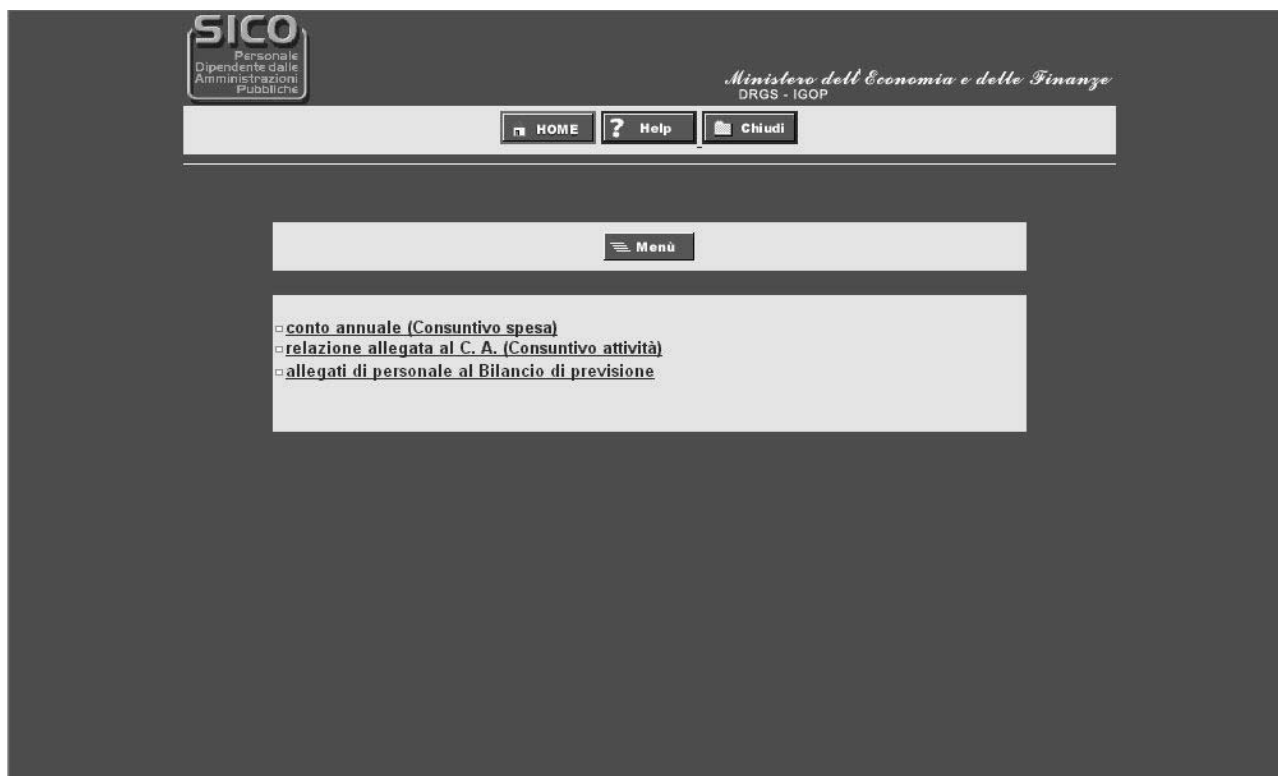 SICO
Personale
Dipendente dalle
Amministrazioni
Pubbliche
Ministero dell'Economia e delle Finanze
DRGS - IGOP
HOME ? Help Chiudi
Menù
conto annuale (Consuntivo spesa)
relazione allegata al C. A. (Consuntivo attività)
allegati di personale al Bilancio di previsione